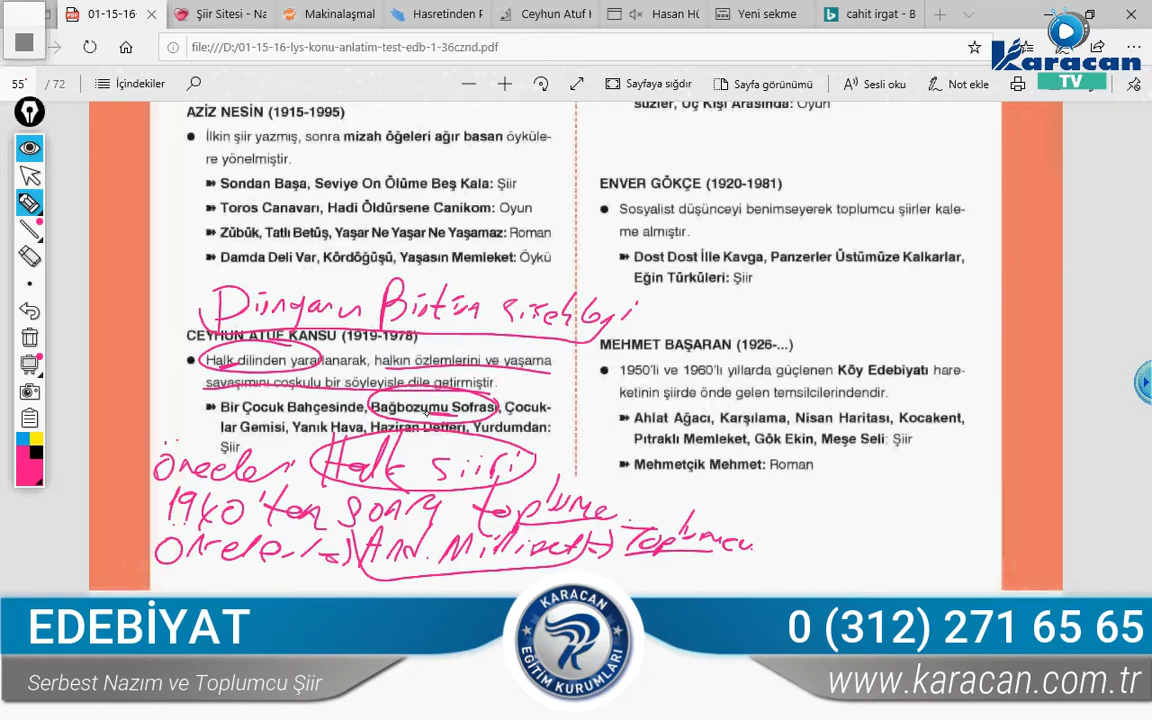 01-15-16-
Şiir Sitesi - Na
Makinalaşmal
Hasretinden P
Ceyhun Atuf K
Hasan Hü
Yeni sekme
cahit irgat - B
file:///D:/01-15-16-lys-konu-anlatim-test-edb-1-36cznd.pdf
Karacan
TV
55
/ 72
İçindekiler
Sayfaya sığdır
Sayfa görünümü
Sesli oku
Not ekle
AZİZ NESİN (1915-1995)
İlkin şiir yazmış, sonra mizah öğeleri ağır basan öyküle-
re yönelmiştir.
Sondan Başa, Seviye On Ölüme Beş Kala: Şiir
Toros Canavarı, Hadi Öldürsene Canikom: Oyun
Zübük, Tatlı Betüş, Yaşar Ne Yaşar Ne Yaşamaz: Roman
Damda Deli Var, Kördöğüşü, Yaşasın Memleket: Öykü
Dünyanın Bütün Çiçekleri
CEYHUN ATUF KANSU (1919-1978)
Halk dilinden yararlanarak, halkın özlemlerini ve yaşama
savaşımını coşkulu bir söyleyişle dile getirmiştir.
Bir Çocuk Bahçesinde, Bağbozumu Sofrası, Çocuk-
lar Gemisi, Yanık Hava, Haziran Defteri, Yurdumdan:
Şiir
Önceleri Halk şiiri
1940'ten sonra toplumc
Önceleri And. Milliyet Toplumcu
süzler, Üç Kişi Arasında: Oyun
ENVER GÖKÇE (1920-1981)
Sosyalist düşünceyi benimseyerek toplumcu şiirler kale-
me almıştır.
Dost Dost İlle Kavga, Panzerler Üstümüze Kalkarlar,
Eğin Türküleri: Şiir
MEHMET BAŞARAN (1926-...)
1950'li ve 1960'lı yıllarda güçlenen Köy Edebiyatı hare-
ketinin şiirde önde gelen temsilcilerindendir.
Ahlat Ağacı, Karşılama, Nisan Haritası, Kocakent,
Pıtraklı Memleket, Gök Ekin, Meşe Seli: Şiir
Mehmetçik Mehmet: Roman
EDEBİYAT
Serbest Nazım ve Toplumcu Şiir
KARACAN
EĞİTİM KURUMLARI
0 (312) 271 65 65
www.karacan.com.tr